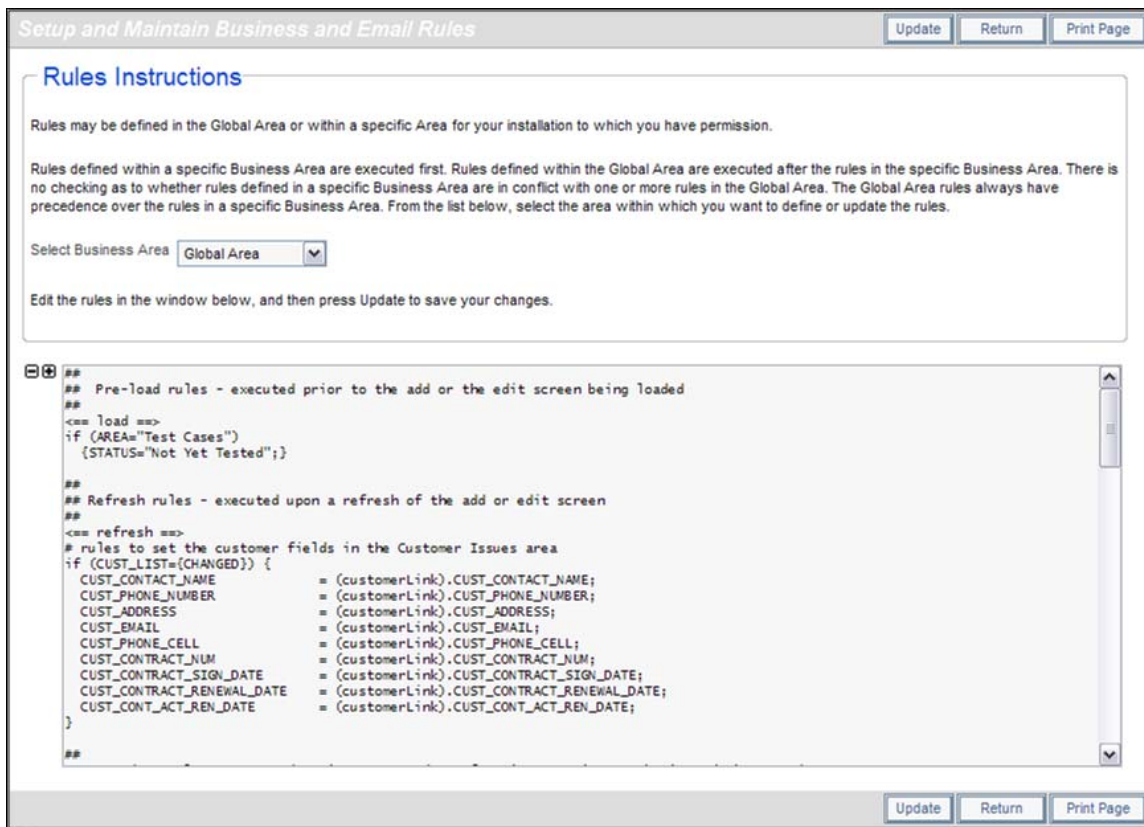 Setup and Maintain Business and Email Rules
Update Return Print Page
Rules Instructions
Rules may be defined in the Global Area or within a specific Area for your installation to which you have permission.
Rules defined within a specific Business Area are executed first. Rules defined within the Global Area are executed after the rules in the specific Business Area. There is
no checking as to whether rules defined in a specific Business Area are in conflict with one or more rules in the Global Area. The Global Area rules always have
precedence over the rules in a specific Business Area. From the list below, select the area within which you want to define or update the rules.
Select Business Area Global Area
Edit the rules in the window below, and then press Update to save your changes.
##
## Pre-load rules - executed prior to the add or the edit screen being loaded
##
<== load ==>
if (AREA="Test Cases")
{STATUS="Not Yet Tested";}
##
## Refresh rules - executed upon a refresh of the add or edit screen
##
<== refresh ==>
# rules to set the customer fields in the Customer Issues area
if (CUST_LIST={CHANGED}) {
CUST_CONTACT_NAME = (customerLink).CUST_CONTACT_NAME;
CUST_PHONE_NUMBER = (customerLink).CUST_PHONE_NUMBER;
CUST_ADDRESS = (customerLink).CUST_ADDRESS;
CUST_EMAIL = (customerLink).CUST_EMAIL;
CUST_PHONE_CELL = (customerLink).CUST_PHONE_CELL;
CUST_CONTRACT_NUM = (customerLink).CUST_CONTRACT_NUM;
CUST_CONTRACT_SIGN_DATE = (customerLink).CUST_CONTRACT_SIGN_DATE;
CUST_CONTRACT_RENEWAL_DATE = (customerLink).CUST_CONTRACT_RENEWAL_DATE;
CUST_CONT_ACT_REN_DATE = (customerLink).CUST_CONT_ACT_REN_DATE;
}
##
Update Return Print Page